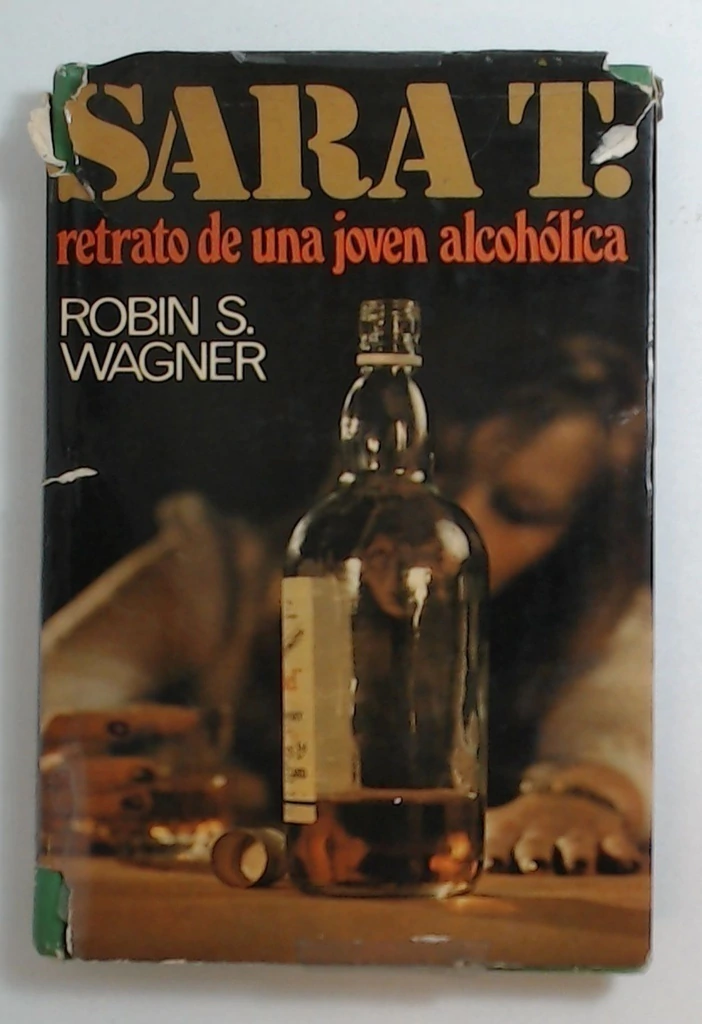 SARA T.
retrato de una joven alcohólica
ROBIN S.
WAGNER